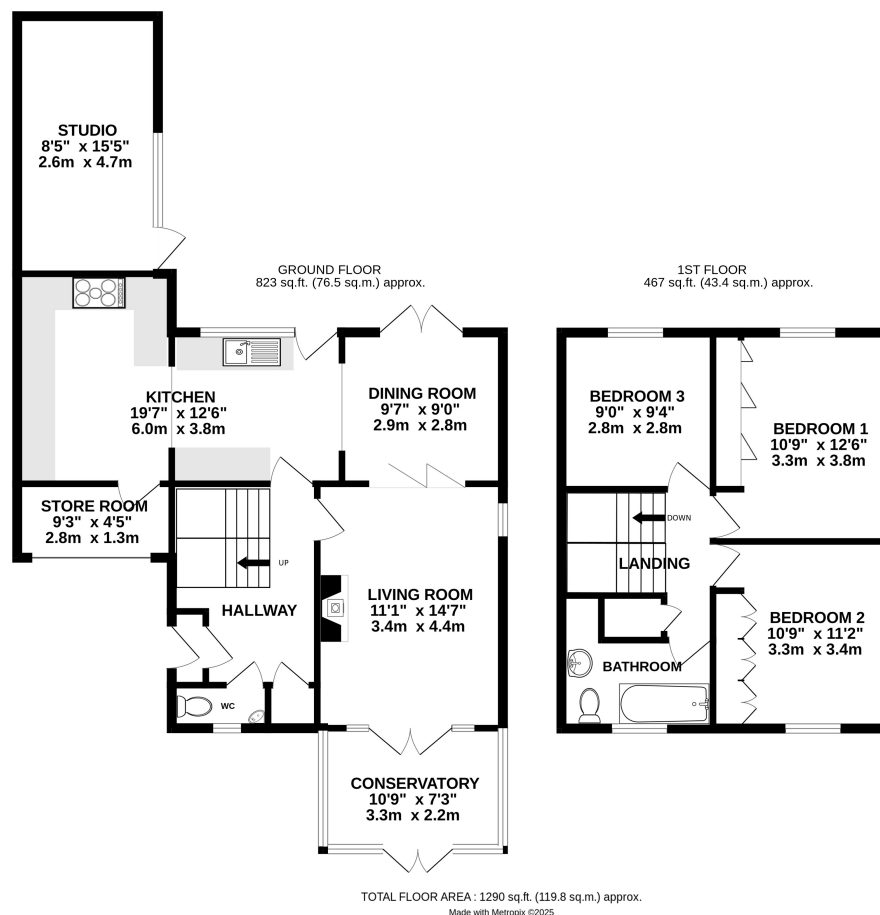 STUDIO
8'5" x 15'5"
2.6m x 4.7m
GROUND FLOOR
823 sq.ft. (76.5 sq.m.) approx.
1ST FLOOR
467 sq.ft. (43.4 sq.m.) approx.
KITCHEN
19'7" x 12'6"
6.0m x 3.8m
DINING ROOM
9'7" x 9'0"
2.9m x 2.8m
BEDROOM 3
9'0" x 9'4"
2.8m x 2.8m
BEDROOM 1
10'9" x 12'6"
3.3m x 3.8m
STORE ROOM
9'3" x 4'5"
2.8m x 1.3m
UP
HALLWAY
LIVING ROOM
11'1" x 14'7"
3.4m x 4.4m
DOWN
LANDING
BEDROOM 2
10'9" x 11'2"
3.3m x 3.4m
BATHROOM
WC
CONSERVATORY
10'9" x 7'3"
3.3m x 2.2m
TOTAL FLOOR AREA : 1290 sq.ft. (119.8 sq.m.) approx.
Made with Metropix ©2025